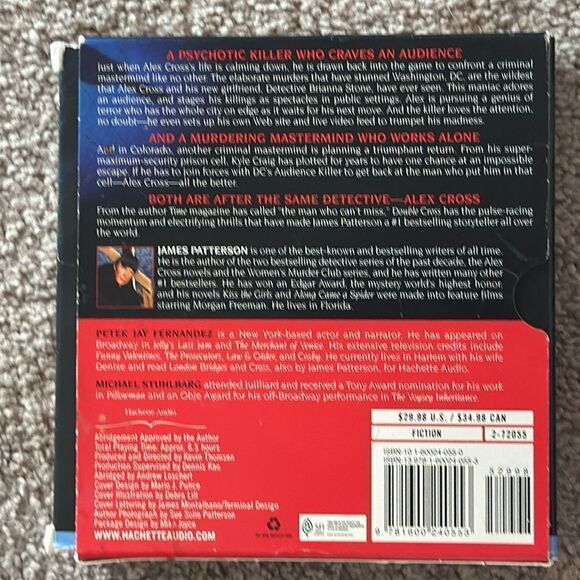 A PSYCHOTIC KILLER WHO CRAVES AN AUDIENCE
Just when Alex Cross's life is calming down, he is drawn back into the game to confront a criminal
mastermind like no other. The elaborate murders that have stunned Washington, DC, are the wildest
that Alex Cross and his new girlfriend, Detective Brianna Stone, have ever seen. This maniac adores
an audience, and stages his killings as spectacles in public settings. Alex is pursuing a genius of
terror who has the whole city on edge as it waits for his next move. And the killer loves the attention,
no doubt—he even sets up his own Web site and live video feed to trumpet his madness.
AND A MURDERING MASTERMIND WHO WORKS ALONE
And in Colorado, another criminal mastermind is planning a triumphant return. From his super-
maximum-security prison cell, Kyle Craig has plotted for years to have one chance at an impossible
escape. If he has to join forces with DC's Audience Killer to get back at the man who put him in that
cell—Alex Cross—all the better.
BOTH ARE AFTER THE SAME DETECTIVE—ALEX CROSS
From the author Time magazine has called "the man who can't miss," Double Cross has the pulse-racing
momentum and electrifying thrills that have made James Patterson a #1 bestselling storyteller all over
the world.
JAMES PATTERSON is one of the best-known and bestselling writers of all time.
He is the author of the two bestselling detective series of the past decade, the Alex
Cross novels and the Women's Murder Club series, and he has written many other
#1 bestsellers. He has won an Edgar Award, the mystery world's highest honor,
and his novels Kiss the Girls and Along Came a Spider were made into feature films
starring Morgan Freeman. He lives in Florida.
PETER JAY FERNANDEZ is a New York-based actor and narrator. He has appeared on
Broadway in Jelly's Last Jam and The Merchant of Venice. His extensive television credits include
Funny Valentines, The Prosecutors, Law & Order, and Cosby. He currently lives in Harlem with his wife
Denise and read London Bridges and Cross, also by James Patterson, for Hachette Audio.
MICHAEL STUHLBARG attended Juilliard and received a Tony Award nomination for his work
in Pillowman and an Obie Award for his off-Broadway performance in The Voysey Inheritance.
Hachette Audio
Abridgement Approved by the Author
Total Playing Time: Approx. 6.5 hours
Produced and Directed by Kevin Thomsen
Production Supervised by Dennis Kao
Abridged by Andrew Loschert
Cover Design by Mario J. Pulice
Cover Illustration by Debra Lill
Cover Lettering by James Montalbano/Terminal Design
Author Photograph by Sue Solie Patterson
Package Design by Mikn Joyce
WWW.HACHETTEAUDIO.COM
SFI
$29.98 U.S. / $34.98 CAN
FICTION 2-72053
ISBN-10 1-60024-055-0
ISBN-13 978-1-60024-055-3
52998
9 781600 240553